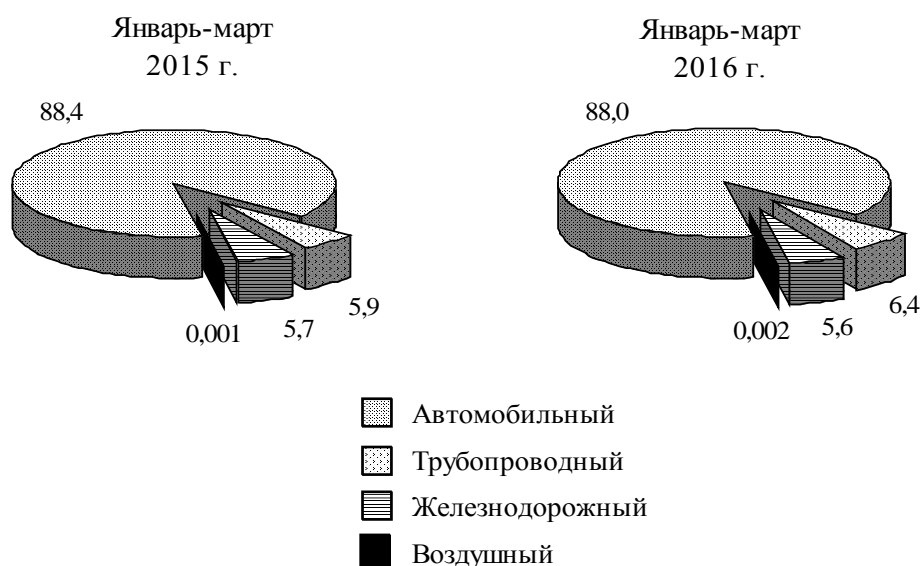 Январь-март
2015 г.
88,4
0,001
5,7
5,9
Январь-март
2016 г.
88,0
0,002
5,6
6,4
Автомобильный
Трубопроводный
Железнодорожный
Воздушный